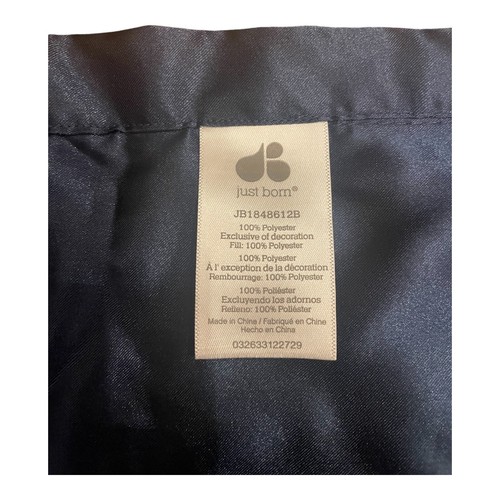 just born®
JB1848612B
100% Polyester
Exclusive of decoration
Fill: 100% Polyester
100% Polyester
À l' exception de la décoration
Rembourrage: 100% Polyester
100% Poliéster
Excluyendo los adornos
Relleno: 100% Poliéster
Made in China / Fabriqué en Chine
Hecho en China
032633122729